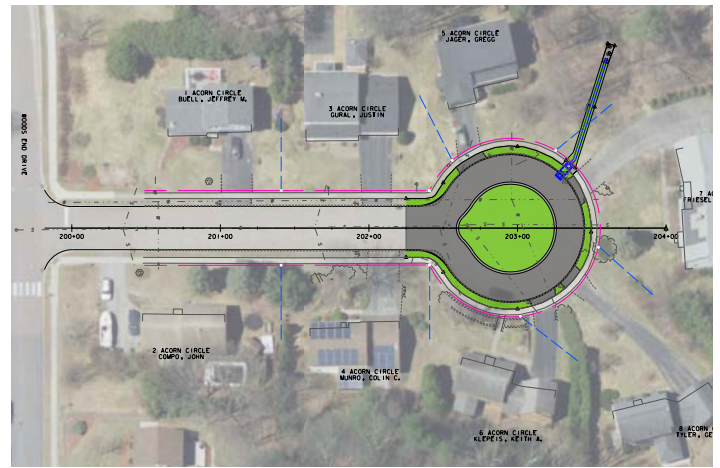 5 ACORN CIRCLE
JAGER, GREGG
1 ACORN CIRCLE
BUELL, JEFFREY M.
3 ACORN CIRCLE
GURAL, JUSTIN
WOODS END DRIVE
7 AC
FRIESEL
200+00
201+00
202+00
203+00
204+00
2 ACORN CIRCLE
COMPO, JOHN
4 ACORN CIRCLE
MUNRO, COLIN C.
6 ACORN CIRCLE
KLEPEIS, KEITH A.
8 AC
TYLER, GE